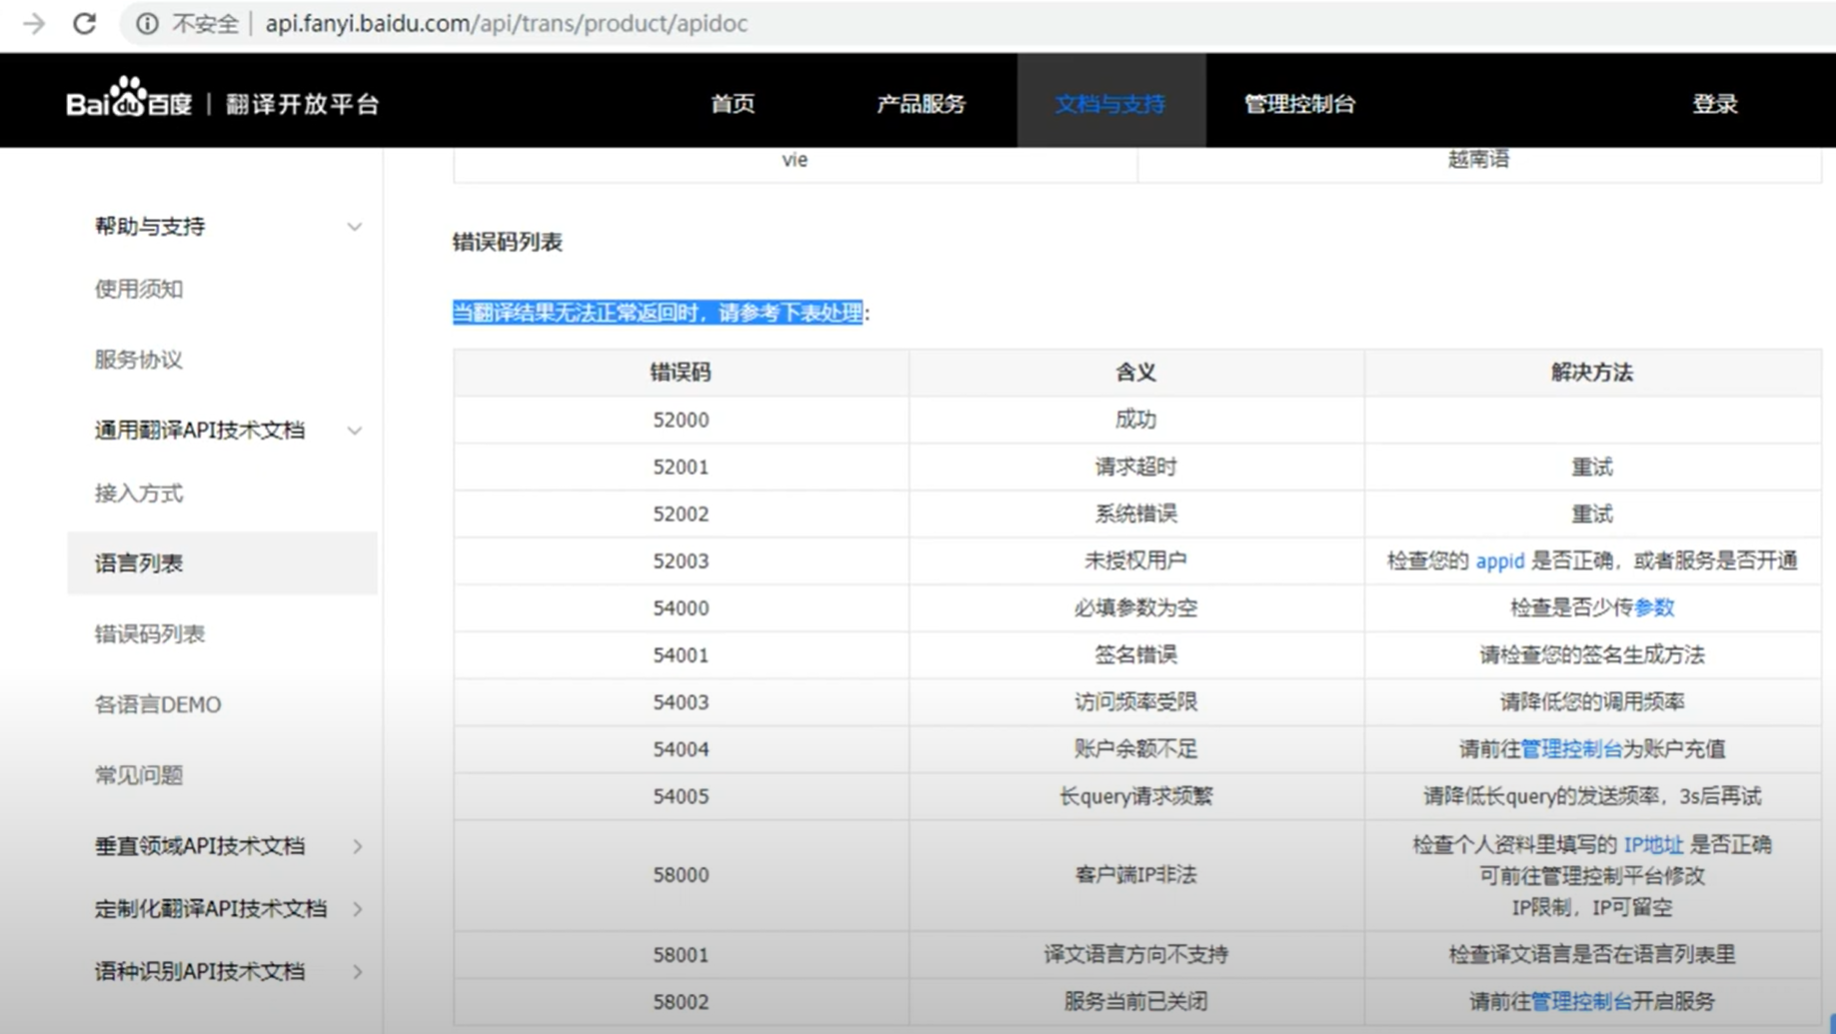 不安全 api.fanyi.baidu.com/api/trans/product/apidoc
Bai du 百度 翻译开放平台 首页 产品服务 文档与支持 管理控制台 登录
vie 越南语
帮助与支持
使用须知
服务协议
通用翻译API技术文档
接入方式
语言列表
错误码列表
各语言DEMO
常见问题
垂直领域API技术文档
定制化翻译API技术文档
语种识别API技术文档
错误码列表
当翻译结果无法正常返回时，请参考下表处理：
错误码 含义 解决方法
52000 成功
52001 请求超时 重试
52002 系统错误 重试
52003 未授权用户 检查您的 appid 是否正确，或者服务是否开通
54000 必填参数为空 检查是否少传参数
54001 签名错误 请检查您的签名生成方法
54003 访问频率受限 请降低您的调用频率
54004 账户余额不足 请前往管理控制台为账户充值
54005 长query请求频繁 请降低长query的发送频率，3s后再试
58000 客户端IP非法 检查个人资料里填写的 IP地址 是否正确
可前往管理控制平台修改
IP限制，IP可留空
58001 译文语言方向不支持 检查译文语言是否在语言列表里
58002 服务当前已关闭 请前往管理控制台开启服务